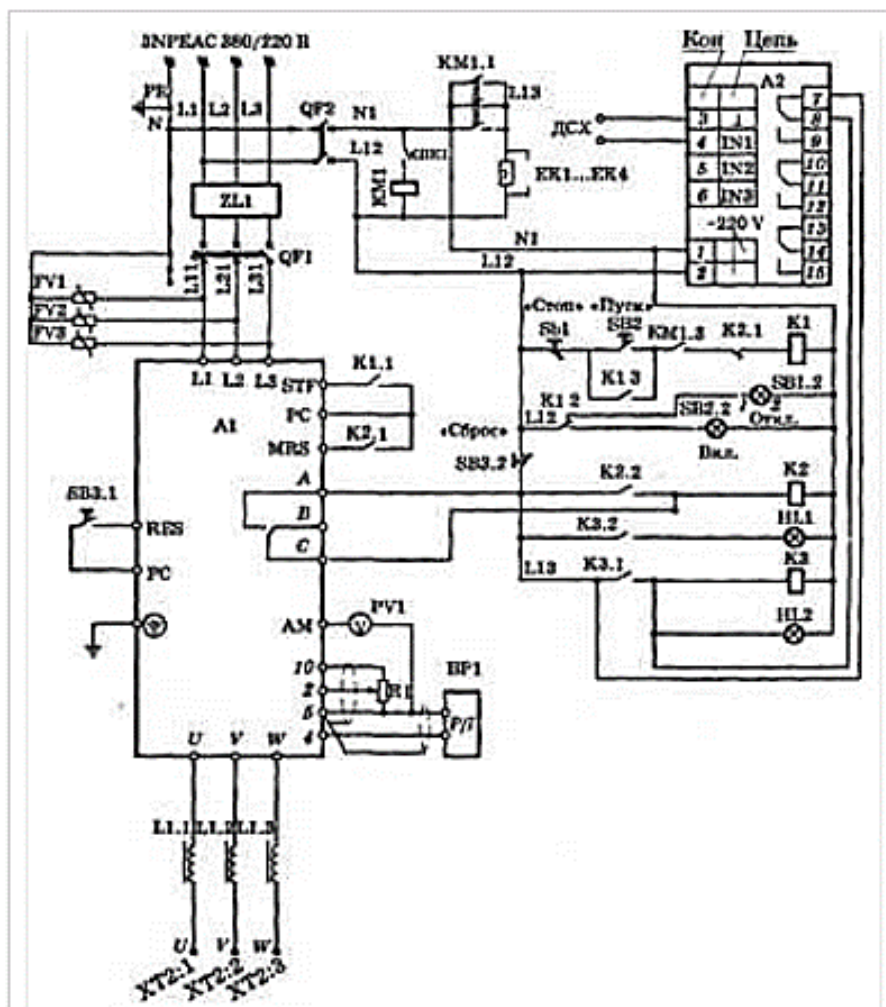 3NPEAC 380/220 В
Кон Цепь
PE
N
L1 L2 L3
QF2
N1
L12
KM1.1
L13
ДСХ
A2
3
4 IN1
5 IN2
6 IN3
~220 V
1
2
7
8
9
10
11
12
13
14
15
ZL1
KM1
EK1...EK4
N1
L12
QF1
L11
L21
L31
FV1
FV2
FV3
«Стоп» «Пуск»
Sb1
SB2
KM1.3
K2.1
K1
K1 3
K1 2
L12
SB2.2
SB1.2
Откл.
Вкл.
L1 L2 L3
A1
STF
K1.1
PC
MRS
K2.1
«Сброс»
SB3.2
A
B
C
K2.2
K2
K3.2
HL1
L13
K3.1
K3
HL2
SB3.1
RES
PC
AM
PV1
10
2
5
4
R1
BP1
U V W
L1.1 L1.2 L1.3
U V W
XT2:1
XT2:2
XT2:3